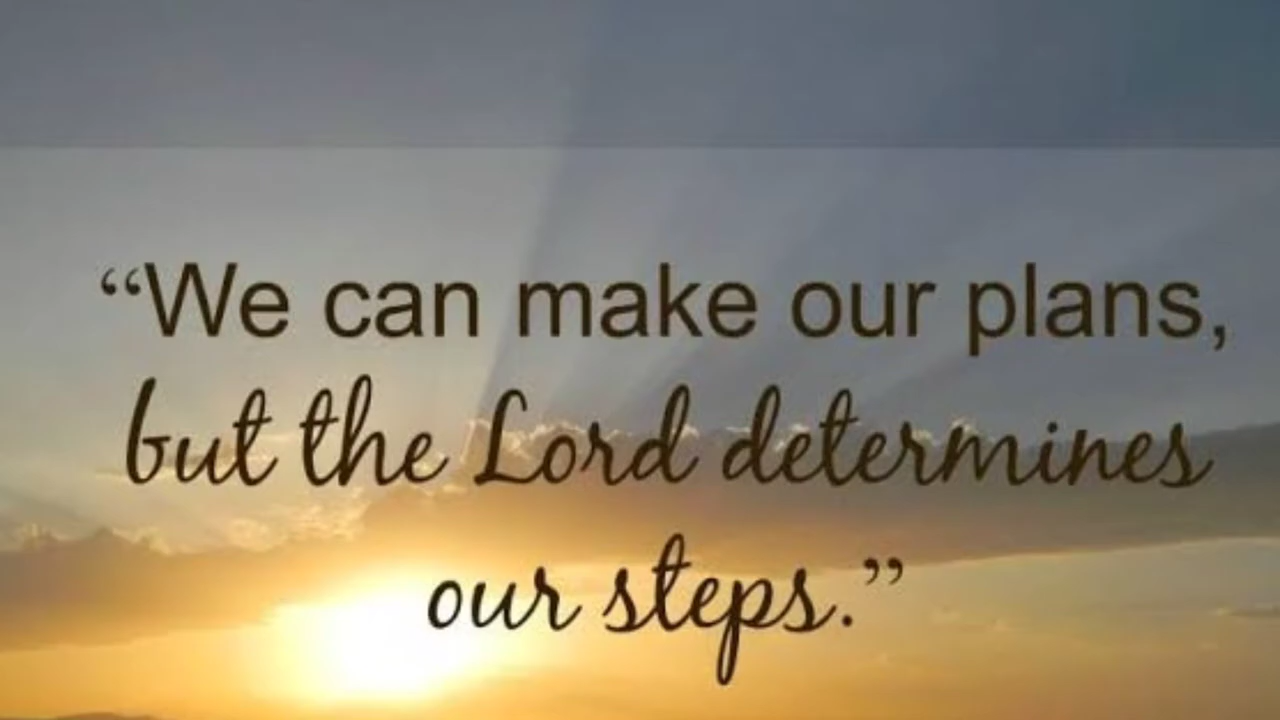 “We can make our plans,
but the Lord determines
our steps.”